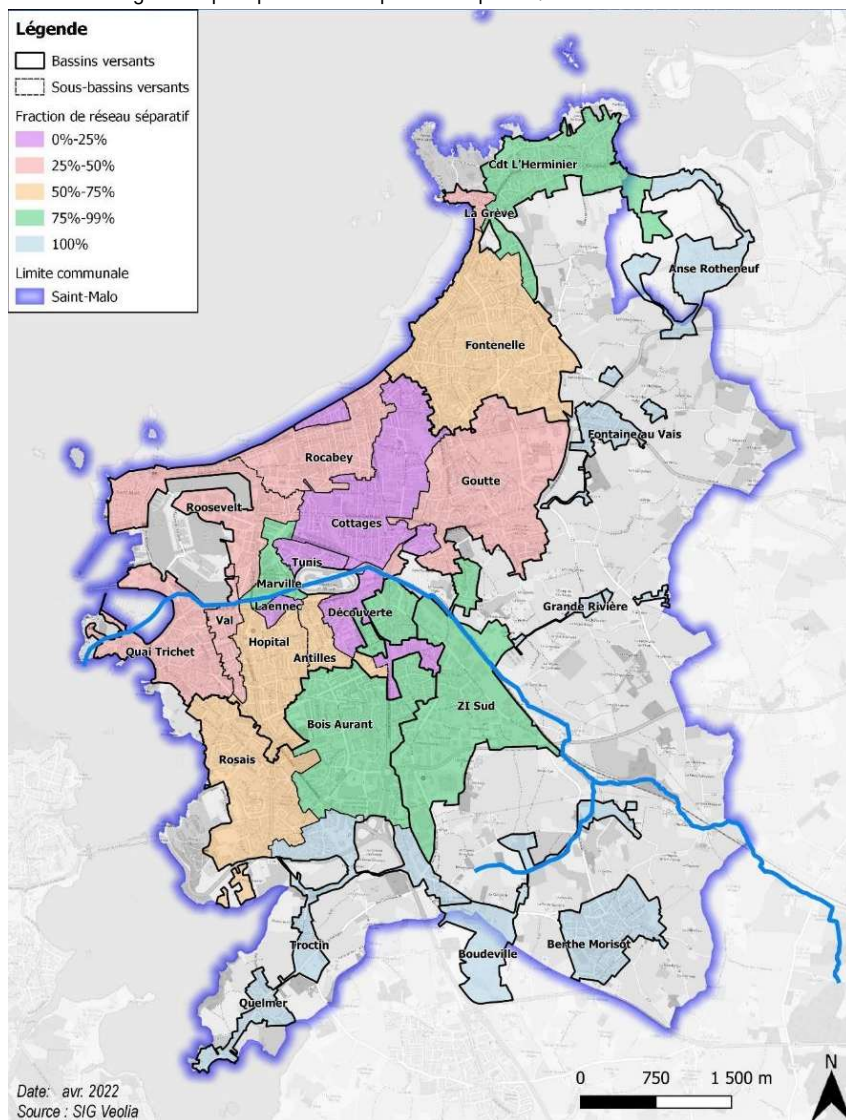 Légende
Bassins versants
Sous-bassins versants
Fraction de réseau séparatif
0%-25%
25%-50%
50%-75%
75%-99%
100%
Limite communale
Saint-Malo
Cdt L'Herminier
La Grève
Anse Rotheneuf
Fontenelle
Fontaine au Vais
Rocabey
Goutte
Roosevelt
Cottages
Tunis
Marville
Grande Rivière
Laennec
Découverte
Val
Hopital
Quai Trichet
Antilles
ZI Sud
Bois Aurant
Rosais
Troctin
Boudeville
Berthe Morisot
Quelmer
N
0 750 1 500 m
Date: avr. 2022
Source : SIG Veolia